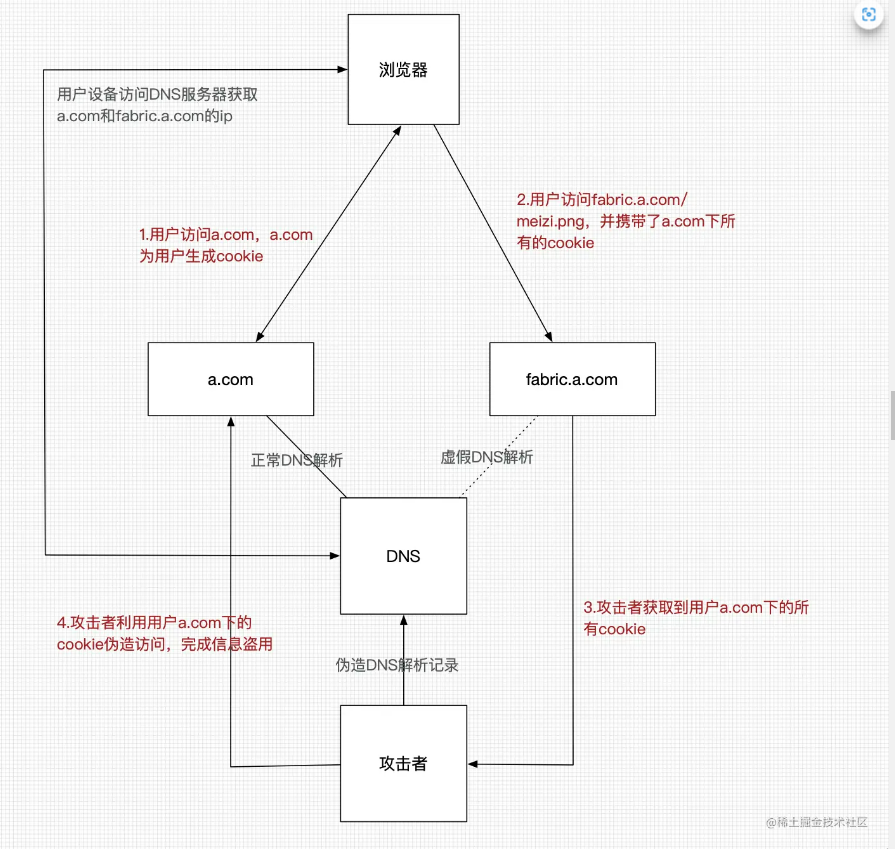 浏览器
用户设备访问DNS服务器获取
a.com和fabric.a.com的ip
2.用户访问fabric.a.com/
meizi.png，并携带了a.com下所
有的cookie
1.用户访问a.com，a.com
为用户生成cookie
a.com
fabric.a.com
正常DNS解析
虚假DNS解析
DNS
3.攻击者获取到用户a.com下的所
有cookie
4.攻击者利用用户a.com下的
cookie伪造访问，完成信息盗用
伪造DNS解析记录
攻击者
@稀土掘金技术社区